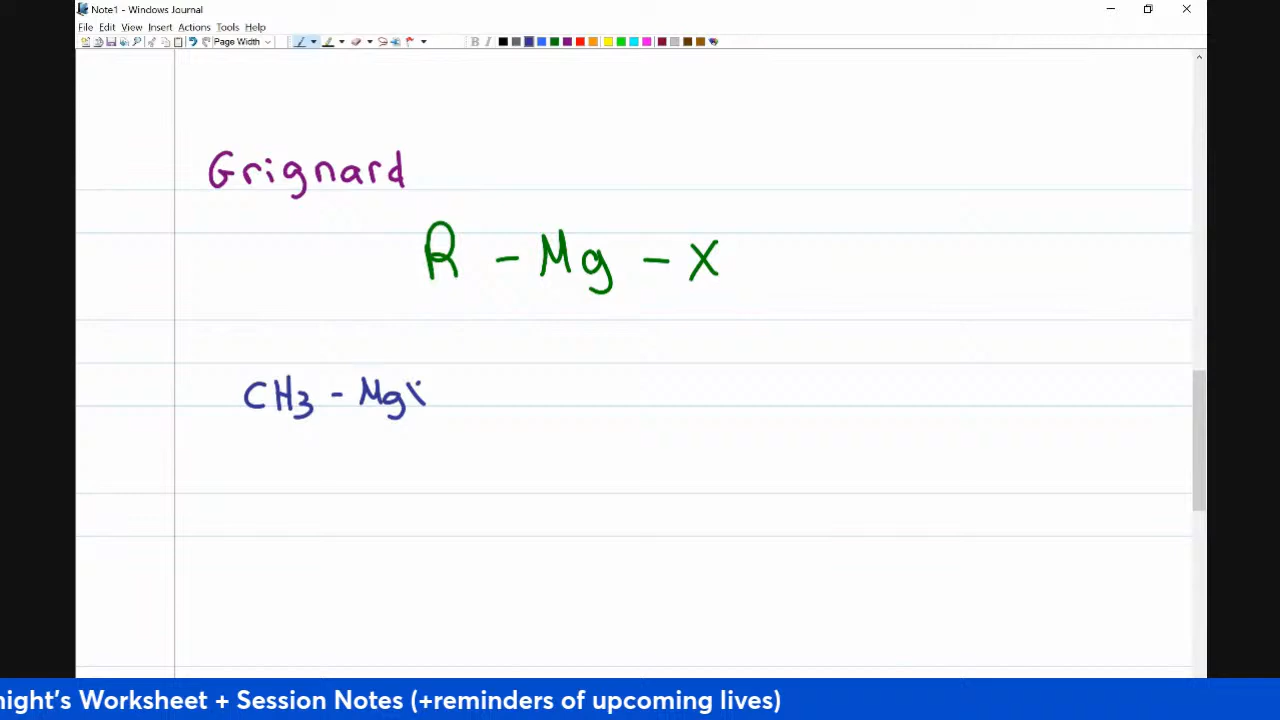 Note1 - Windows Journal
File Edit View Insert Actions Tools Help
Page Width
B I
Grignard
R - Mg - X
CH3 - Mg
night's Worksheet + Session Notes (+reminders of upcoming lives)